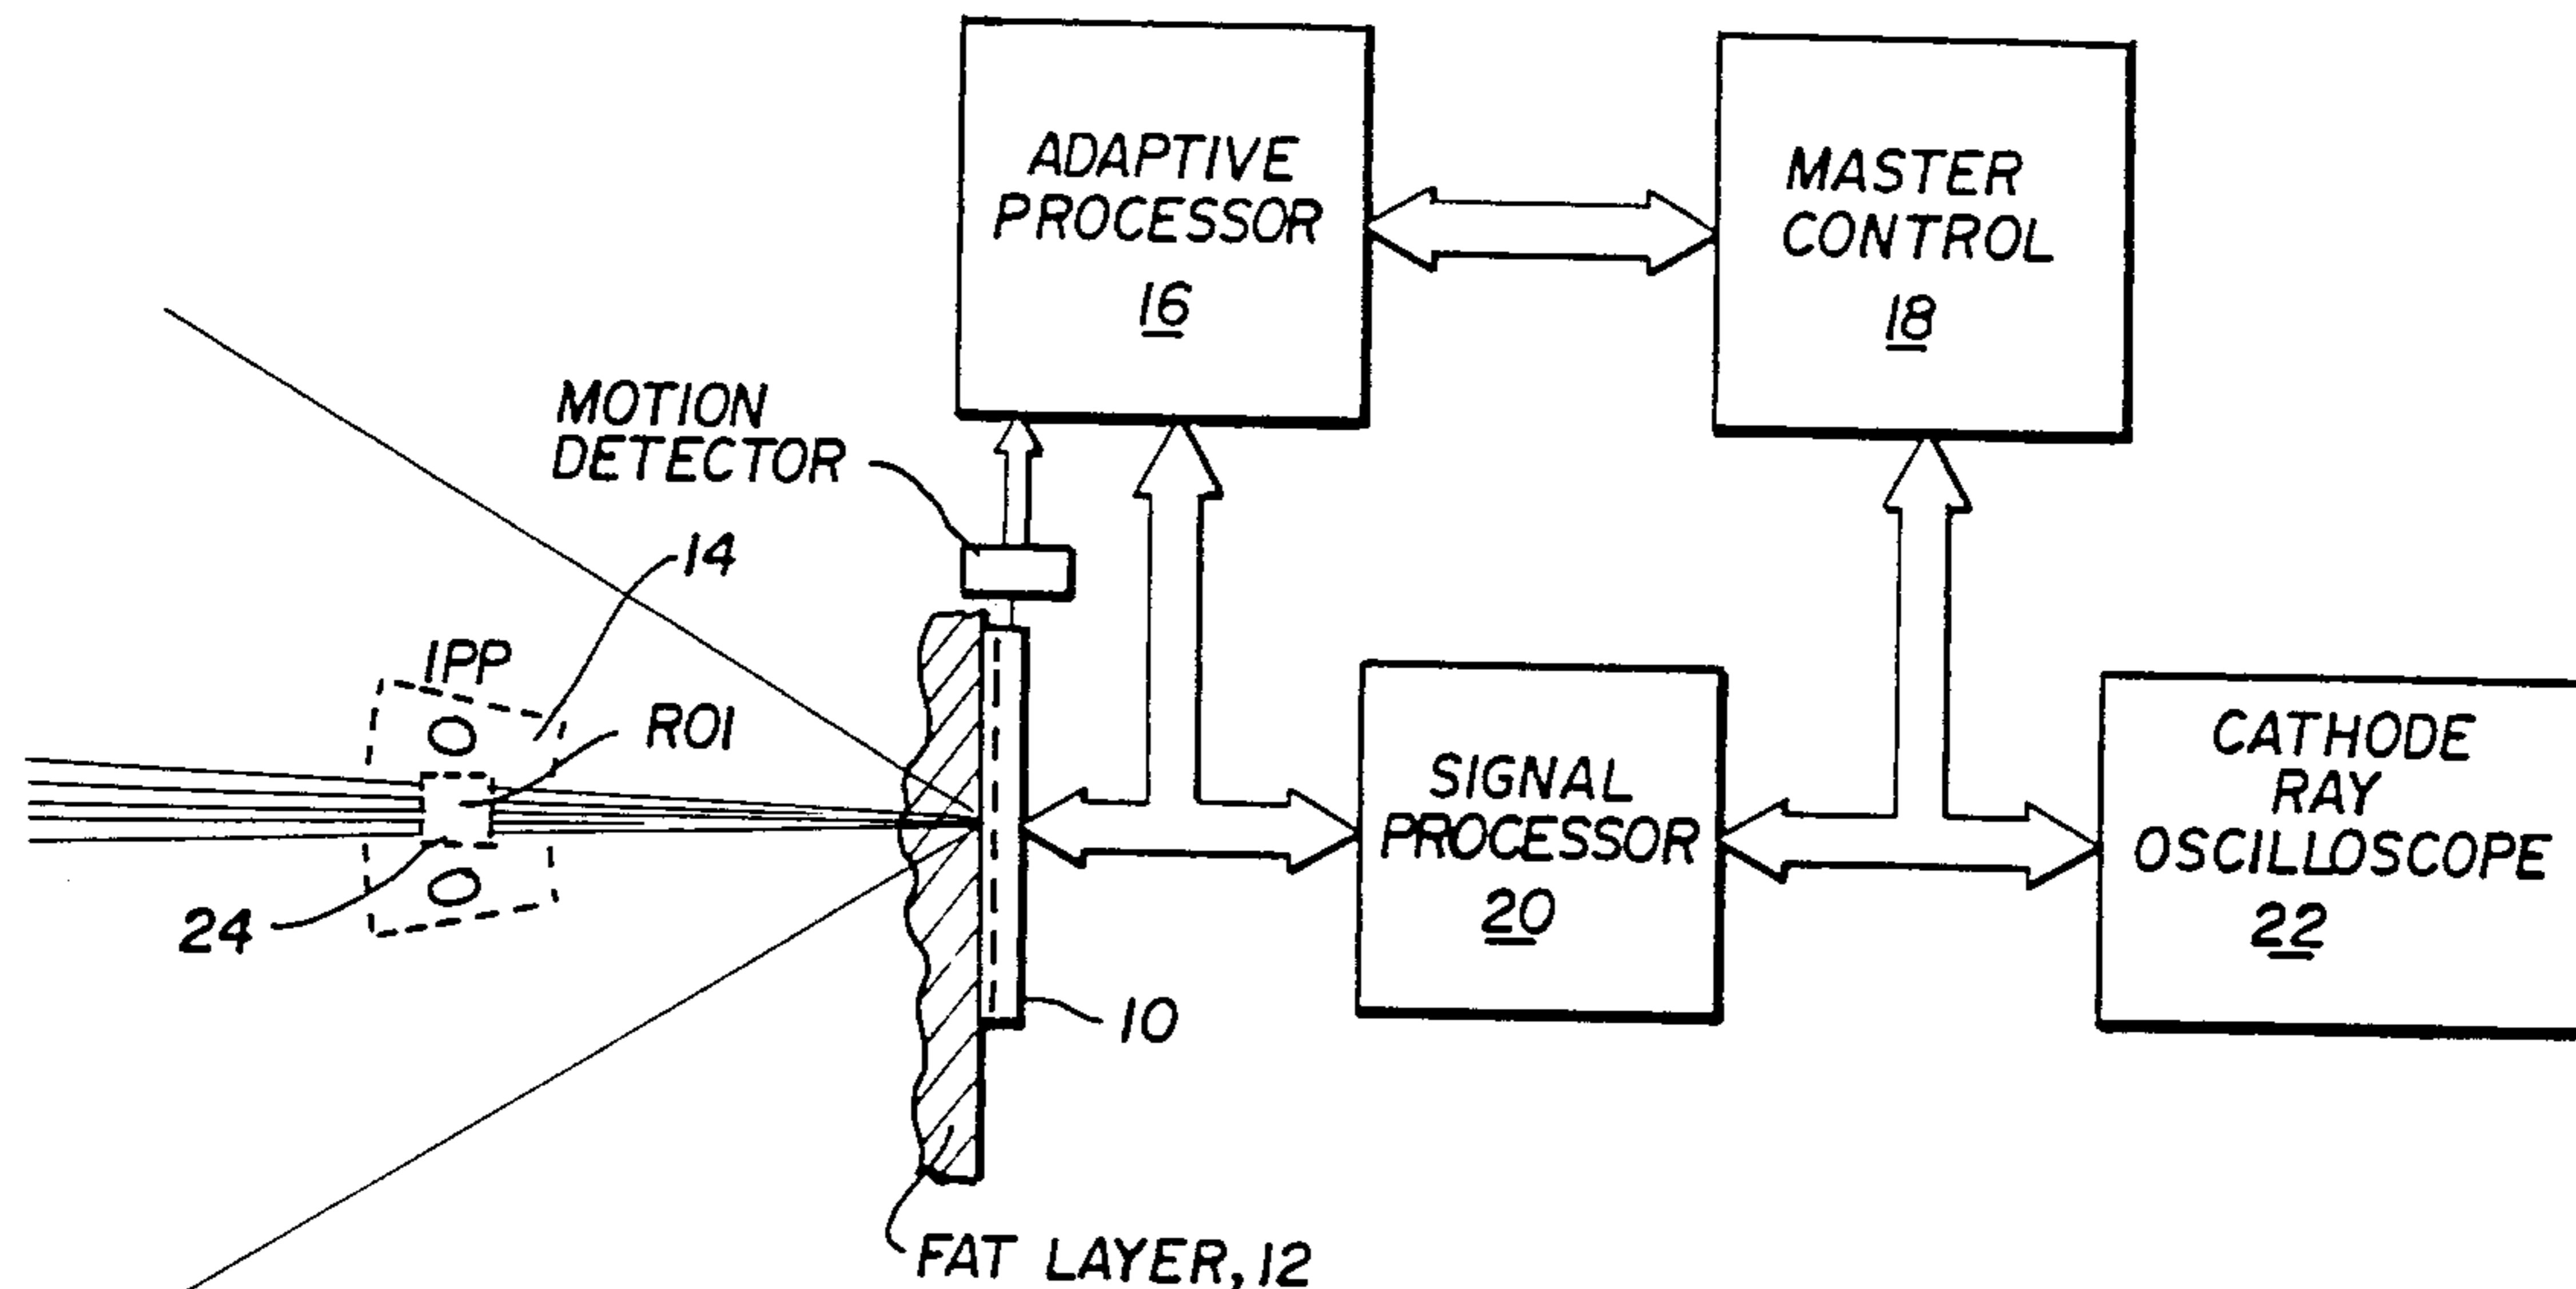 ADAPTIVE
PROCESSOR
16
MASTER
CONTROL
18
MOTION
DETECTOR
14
IPP
ROI
24
SIGNAL
PROCESSOR
20
CATHODE
RAY
OSCILLOSCOPE
22
10
FAT LAYER, 12